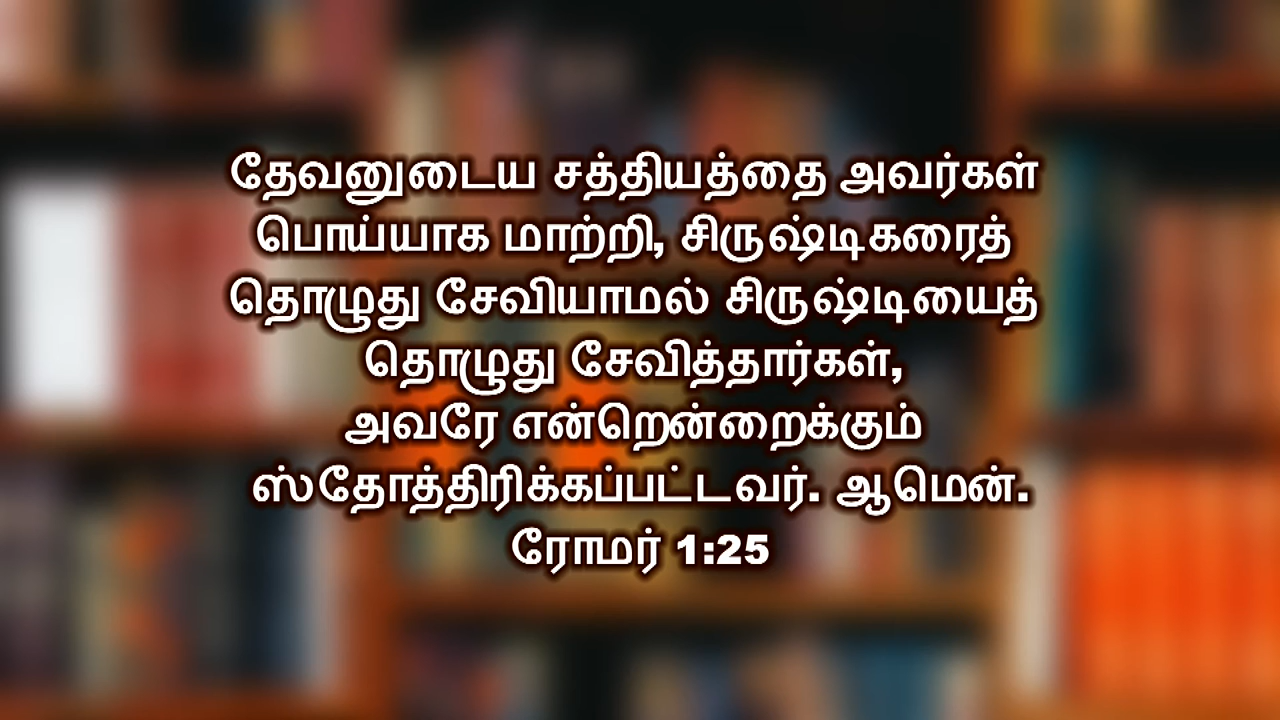 தேவனுடைய சத்தியத்தை அவர்கள்
பொய்யாக மாற்றி, சிருஷ்டிகரைத்
தொழுது சேவியாமல் சிருஷ்டியைத்
தொழுது சேவித்தார்கள்,
அவரே என்றென்றைக்கும்
ஸ்தோத்திரிக்கப்பட்டவர். ஆமென்.
ரோமர் 1:25